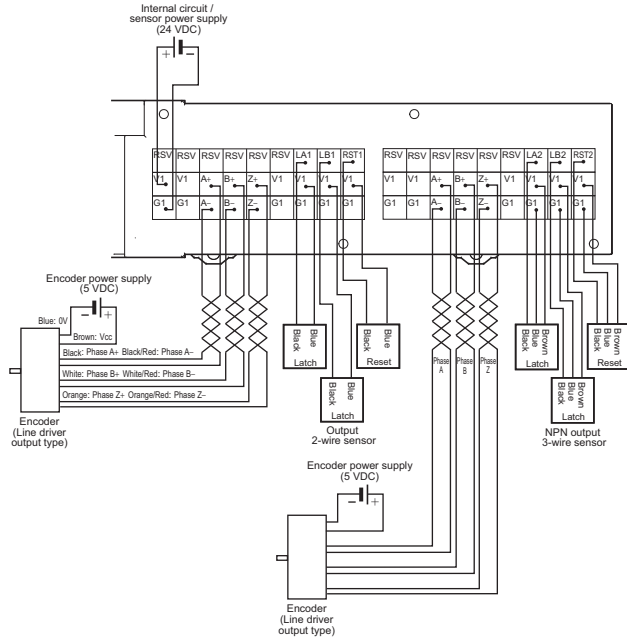 Internal circuit /
sensor power supply
(24 VDC)
+ −
RSV RSV RSV RSV RSV RSV LA1 LB1 RST1
V1 V1 A+ B+ Z+ V1 V1 V1 V1
G1 G1 A− B− Z− G1 G1 G1 G1
RSV RSV RSV RSV RSV RSV LA2 LB2 RST2
V1 V1 A+ B+ Z+ V1 V1 V1 V1
G1 G1 A− B− Z− G1 G1 G1 G1
Encoder power supply
(5 VDC)
− +
Blue: 0V
Brown: Vcc
Black: Phase A+ Black/Red: Phase A−
White: Phase B+ White/Red: Phase B−
Orange: Phase Z+ Orange/Red: Phase Z−
Encoder
(Line driver
output type)
Black Blue
Latch
Black Blue
Latch
Output
2-wire sensor
Black Blue
Reset
Phase A
Phase B
Phase Z
Black Blue Brown
Latch
Black Blue Brown
Latch
NPN output
3-wire sensor
Black Blue Brown
Reset
Encoder power supply
(5 VDC)
− +
Encoder
(Line driver
output type)